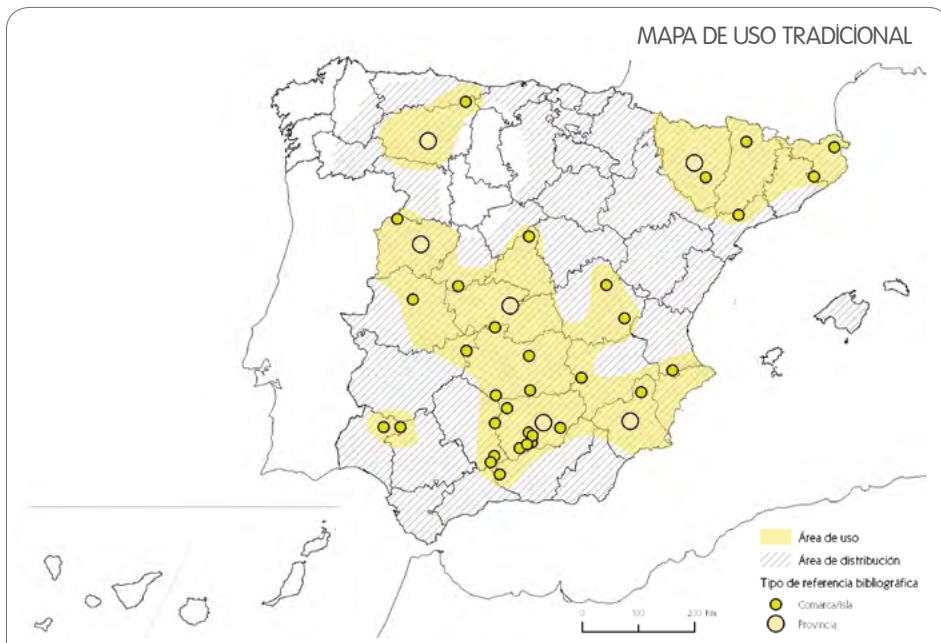 MAPA DE USO TRADICIONAL
Área de uso
Área de distribución
Tipo de referencia bibliográfica
Comarca/Isla
Provincia
0 100 200 Km